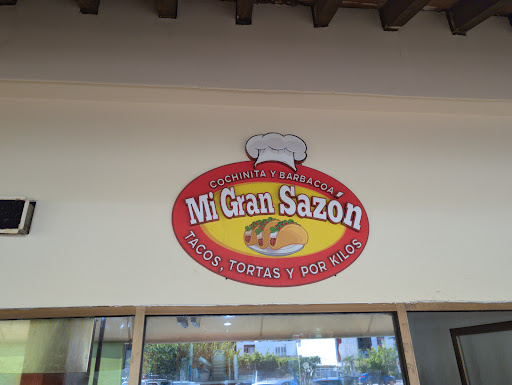 COCHINITA Y BARBACOA
Mi Gran Sazón
TACOS, TORTAS Y POR KILOS